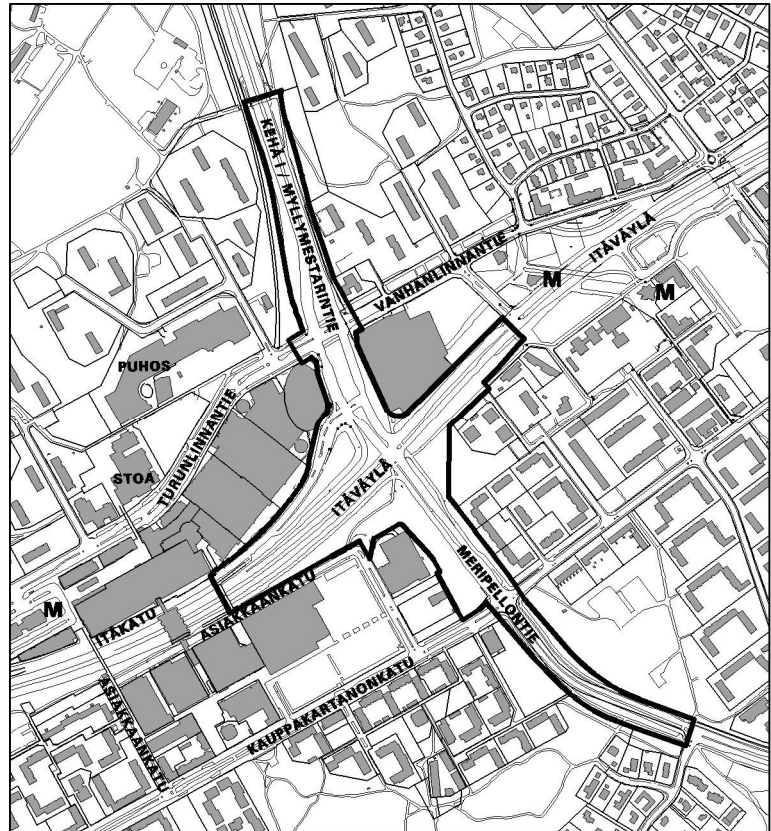 KEHÄ I / MYLLYMESTARINTIE
VANHANLINNANTIE
ITÄVÄYLÄ
M
M
PUHOS
TURUNLINNANTIE
STOA
ITÄVÄYLÄ
MERIPELLONTIE
M
ITÄKATU
ASIAKKAANKATU
ASIAKKAANKATU
KAUPPAKARTANONKATU